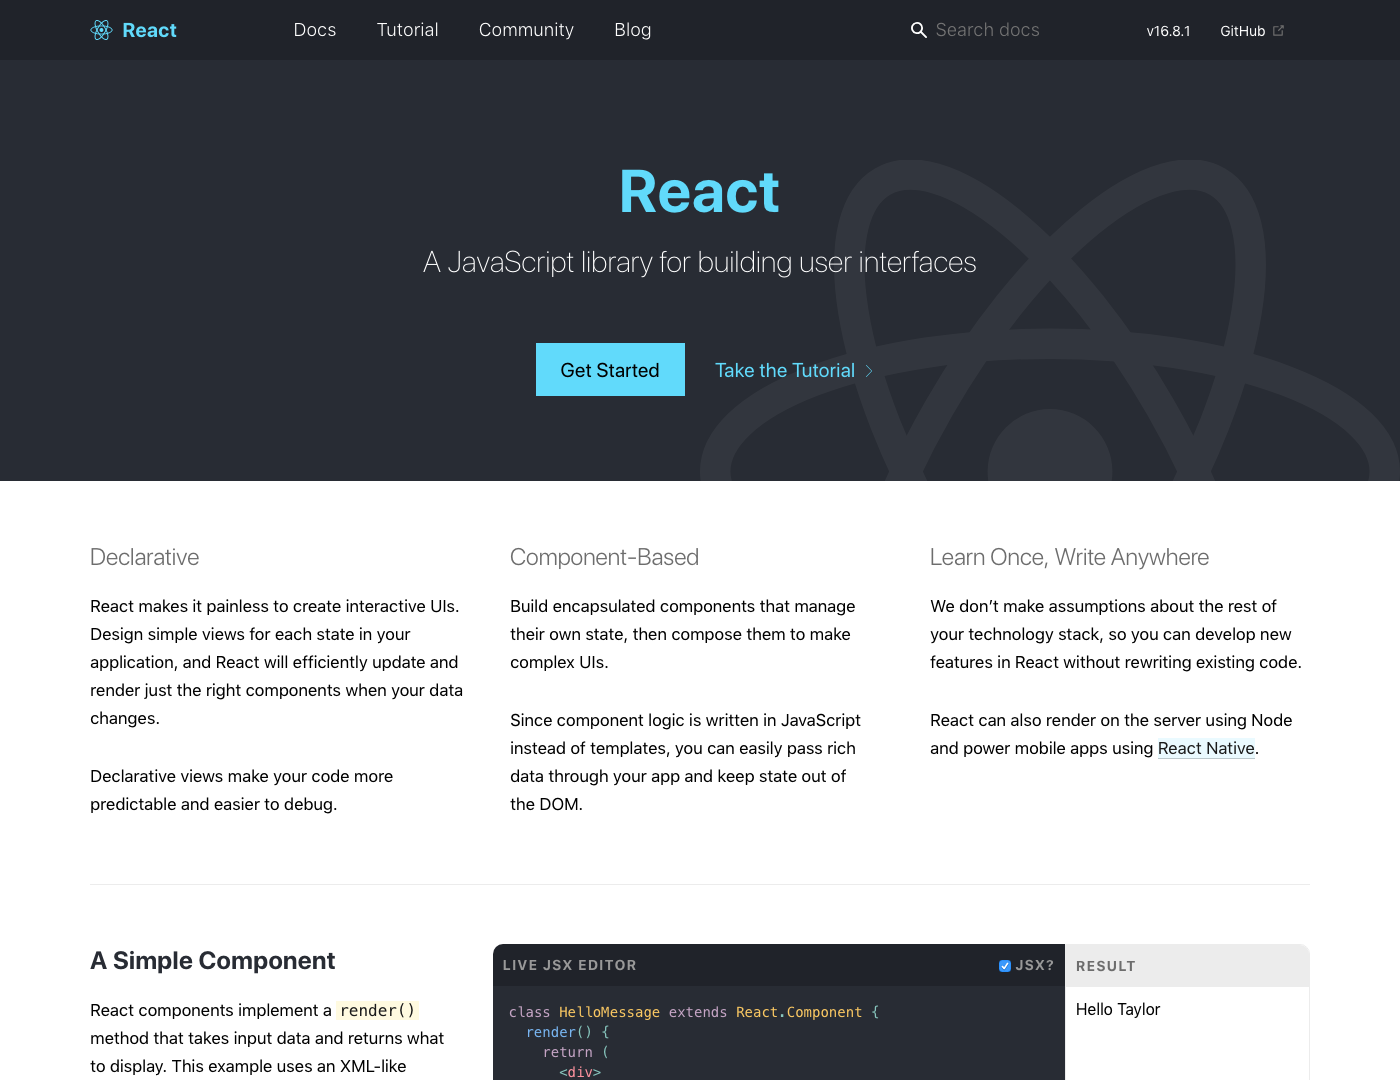 React
Docs
Tutorial
Community
Blog
Search docs
v16.8.1
GitHub
React
A JavaScript library for building user interfaces
Get Started
Take the Tutorial
Declarative
React makes it painless to create interactive UIs.
Design simple views for each state in your
application, and React will efficiently update and
render just the right components when your data
changes.
Declarative views make your code more
predictable and easier to debug.
Component-Based
Build encapsulated components that manage
their own state, then compose them to make
complex UIs.
Since component logic is written in JavaScript
instead of templates, you can easily pass rich
data through your app and keep state out of
the DOM.
Learn Once, Write Anywhere
We don’t make assumptions about the rest of
your technology stack, so you can develop new
features in React without rewriting existing code.
React can also render on the server using Node
and power mobile apps using React Native.
A Simple Component
React components implement a render()
method that takes input data and returns what
to display. This example uses an XML-like
LIVE JSX EDITOR
JSX?
class HelloMessage extends React.Component {
render() {
return (
<div>
RESULT
Hello Taylor